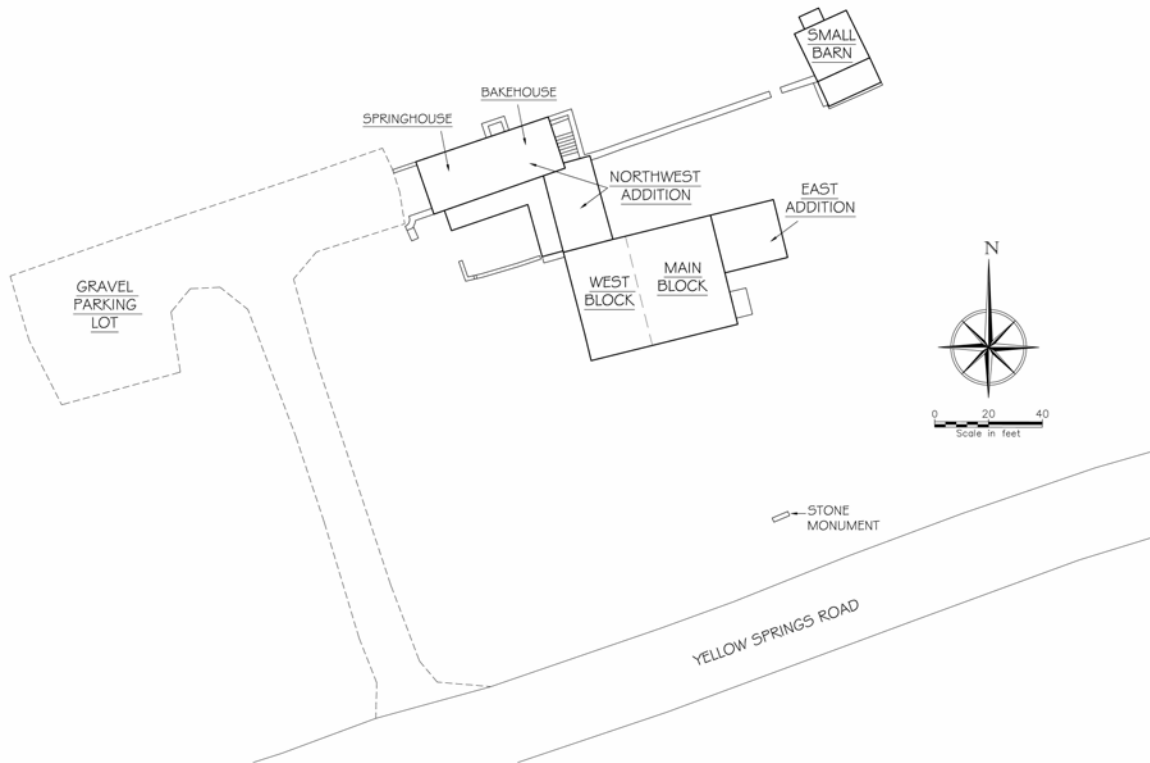 SMALL
BARN
BAKEHOUSE
SPRINGHOUSE
NORTHWEST
ADDITION
EAST
ADDITION
GRAVEL
PARKING
LOT
WEST
BLOCK
MAIN
BLOCK
N
0 20 40
Scale in feet
STONE
MONUMENT
YELLOW SPRINGS ROAD